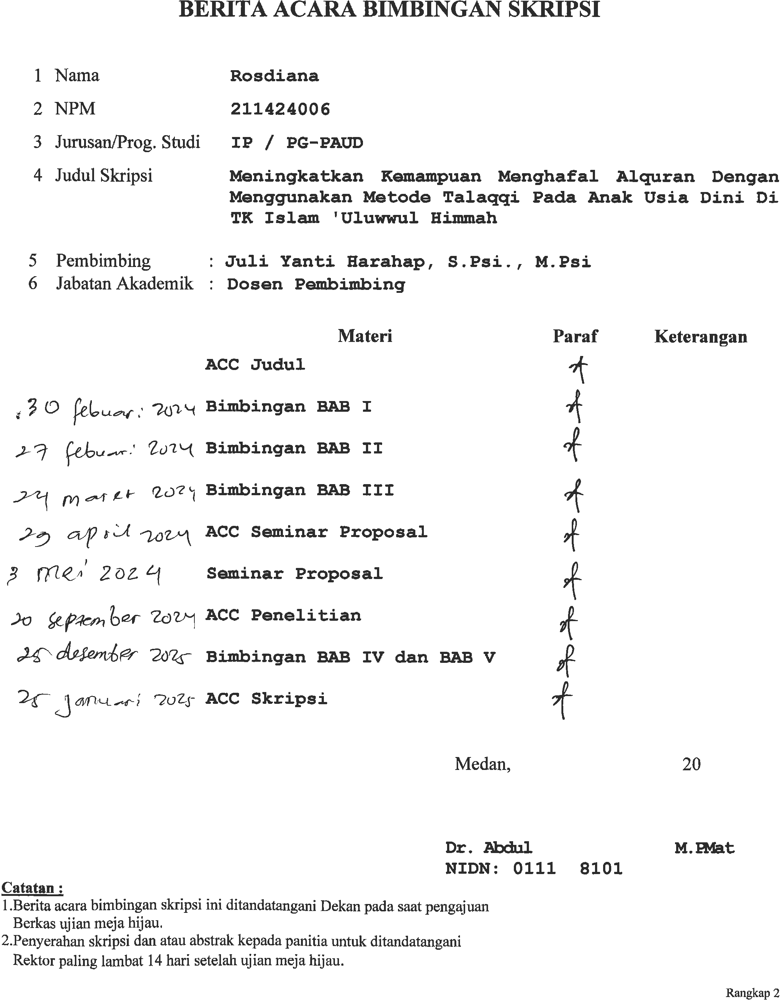 BERITA ACARA BIMBINGAN SKRIPSI
1 Nama Rosdiana
2 NPM 211424006
3 Jurusan/Prog. Studi IP / PG-PAUD
4 Judul Skripsi Meningkatkan Kemampuan Menghafal Alquran Dengan
Menggunakan Metode Talaqqi Pada Anak Usia Dini Di
TK Islam 'Uluwwul Himmah
5 Pembimbing : Juli Yanti Harahap, S.Psi., M.Psi
6 Jabatan Akademik : Dosen Pembimbing
Materi Paraf Keterangan
ACC Judul
30 febuari 2024 Bimbingan BAB I
27 febuari 2024 Bimbingan BAB II
24 maret 2024 Bimbingan BAB III
29 april 2024 ACC Seminar Proposal
3 mei 2024 Seminar Proposal
20 september 2024 ACC Penelitian
25 desember 2025 Bimbingan BAB IV dan BAB V
25 januari 2025 ACC Skripsi
Medan, 20
Dr. Abdul M.PMat
NIDN: 0111 8101
Catatan :
1.Berita acara bimbingan skripsi ini ditandatangani Dekan pada saat pengajuan
Berkas ujian meja hijau.
2.Penyerahan skripsi dan atau abstrak kepada panitia untuk ditandatangani
Rektor paling lambat 14 hari setelah ujian meja hijau.
Rangkap 2